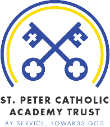 ST. PETER CATHOLIC
ACADEMY TRUST
BY SERVICE, TOWARDS GOD